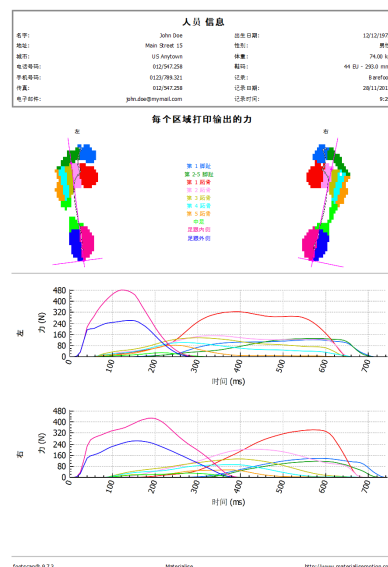 人员 信息
名字: John Doe 出生日期: 12/12/197
地址: Main Street 15 性别: 男性
城市: US Anytown 体重: 74.00 k
电话号码: 012/547.258 鞋码: 44 EU - 293.0 mm
手机号码: 0123/789.321 记录: Barefoo
传真: 012/547.258 记录日期: 28/11/201
电子邮件: john.doe@mymail.com 记录时间: 9:2
每个区域打印输出的力
左 右
第 1 脚趾
第 2-5 脚趾
第 1 跖骨
第 2 跖骨
第 3 跖骨
第 4 跖骨
第 5 跖骨
中足
足跟内侧
足跟外侧
左
力 (N)
480
400
320
240
160
80
0
0 100 200 300 400 500 600 700
时间 (ms)
右
力 (N)
480
400
320
240
160
80
0
0 100 200 300 400 500 600 700
时间 (ms)
footscan® 9.7.3 Materialise http://www.materialisemotion.co